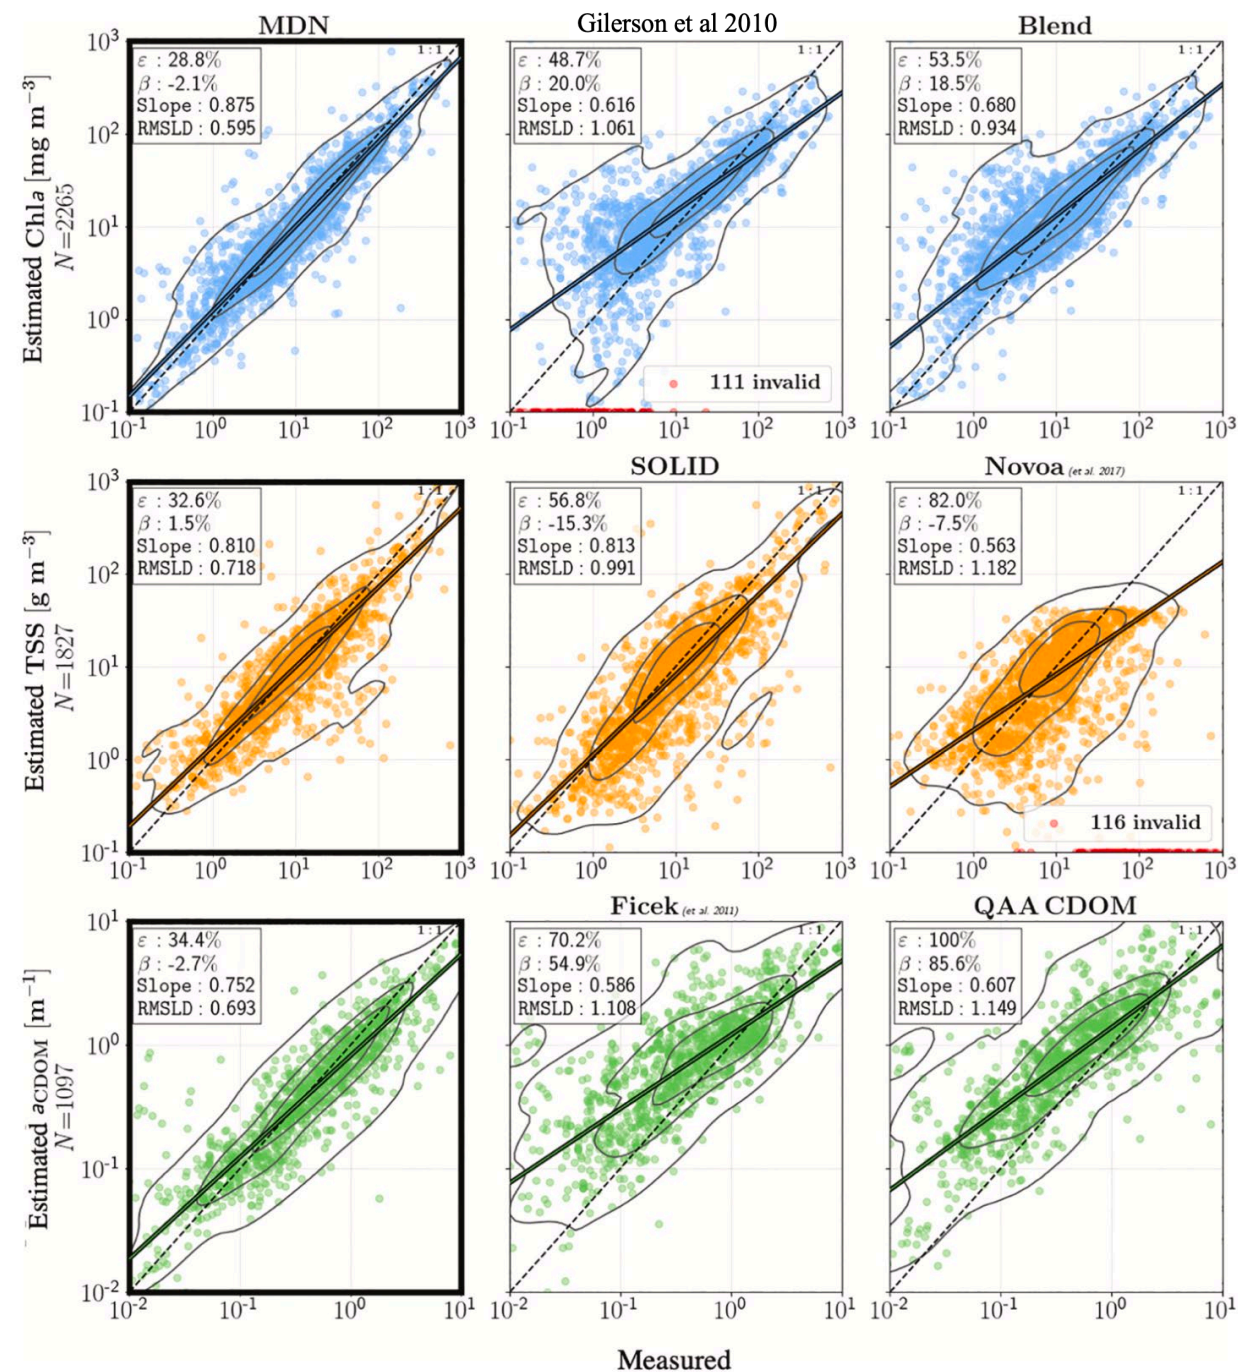 MDN
Gilerson et al 2010
Blend
Estimated Chla [mg m⁻³]
N=2265
10³
10²
10¹
10⁰
10⁻¹
ε : 28.8%
β : -2.1%
Slope : 0.875
RMSLD : 0.595
1:1
ε : 48.7%
β : 20.0%
Slope : 0.616
RMSLD : 1.061
1:1
111 invalid
ε : 53.5%
β : 18.5%
Slope : 0.680
RMSLD : 0.934
1:1
10⁻¹ 10⁰ 10¹ 10² 10³
10⁻¹ 10⁰ 10¹ 10² 10³
10⁻¹ 10⁰ 10¹ 10² 10³
SOLID
Novoa (et al. 2017)
Estimated TSS [g m⁻³]
N=1827
10³
10²
10¹
10⁰
10⁻¹
ε : 32.6%
β : 1.5%
Slope : 0.810
RMSLD : 0.718
1:1
ε : 56.8%
β : -15.3%
Slope : 0.813
RMSLD : 0.991
1:1
ε : 82.0%
β : -7.5%
Slope : 0.563
RMSLD : 1.182
1:1
116 invalid
10⁻¹ 10⁰ 10¹ 10² 10³
10⁻¹ 10⁰ 10¹ 10² 10³
10⁻¹ 10⁰ 10¹ 10² 10³
Ficek (et al. 2011)
QAA CDOM
Estimated aCDOM [m⁻¹]
N=1097
10¹
10⁰
10⁻¹
10⁻²
ε : 34.4%
β : -2.7%
Slope : 0.752
RMSLD : 0.693
1:1
ε : 70.2%
β : 54.9%
Slope : 0.586
RMSLD : 1.108
1:1
ε : 100%
β : 85.6%
Slope : 0.607
RMSLD : 1.149
1:1
10⁻² 10⁻¹ 10⁰ 10¹
10⁻² 10⁻¹ 10⁰ 10¹
10⁻² 10⁻¹ 10⁰ 10¹
Measured